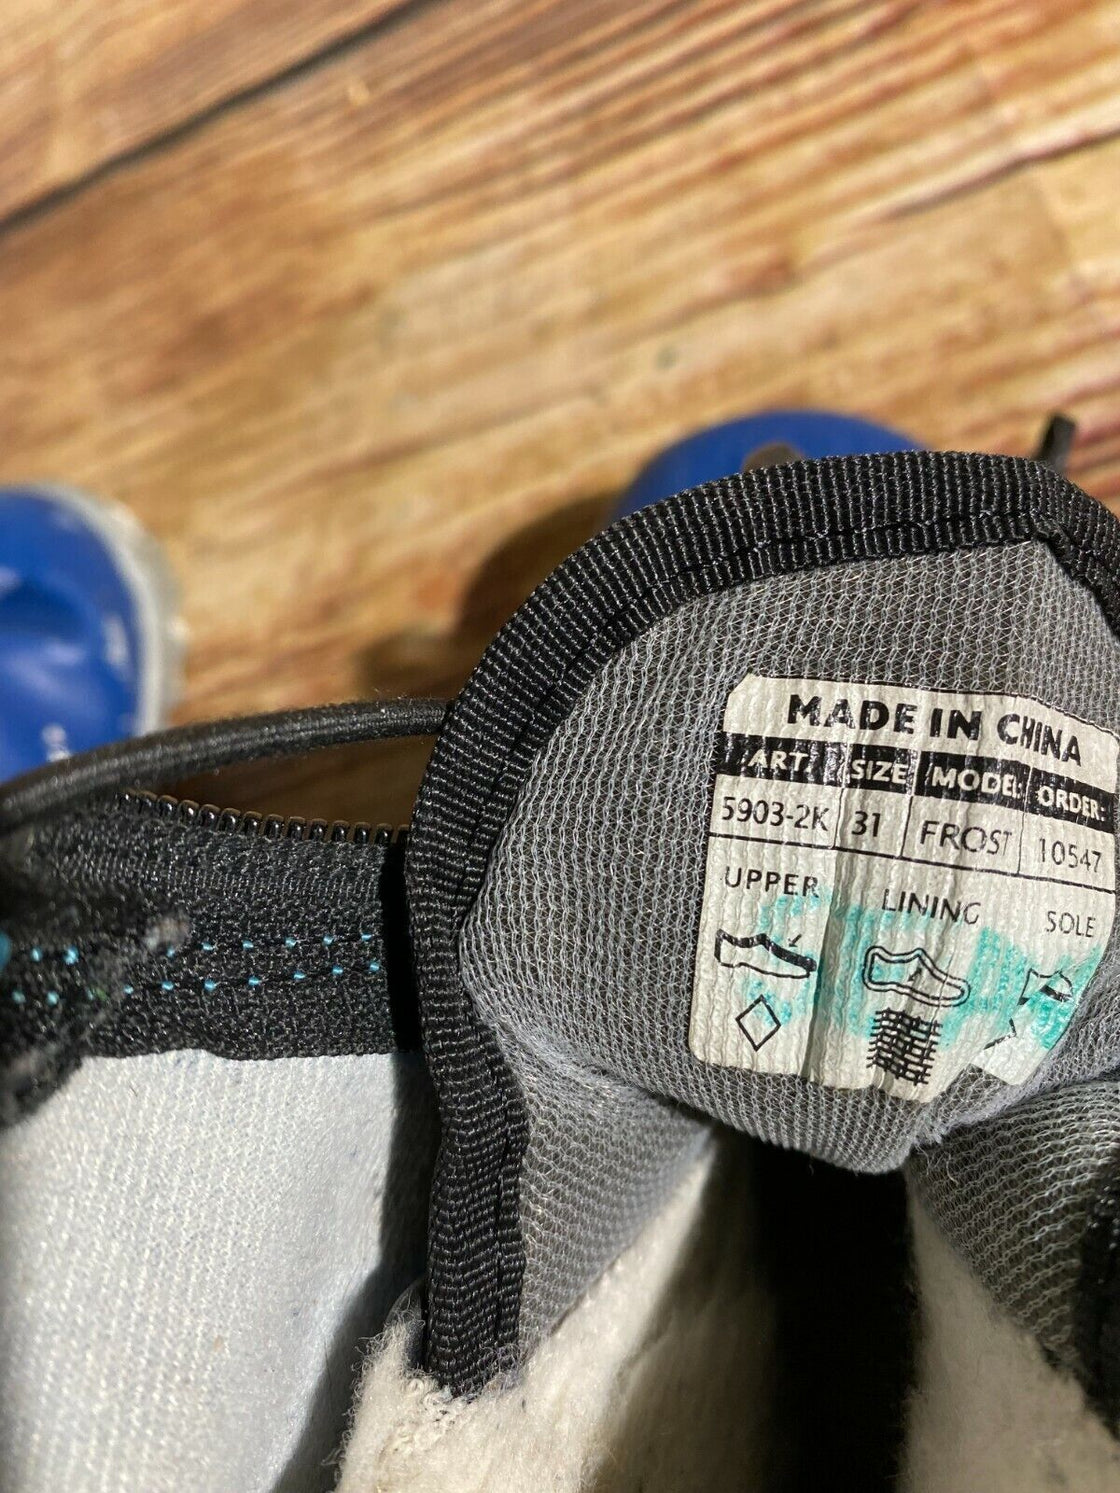 MADE IN CHINA
ART. SIZE MODEL ORDER
5903-2K 31 FROST 10547
UPPER LINING SOLE